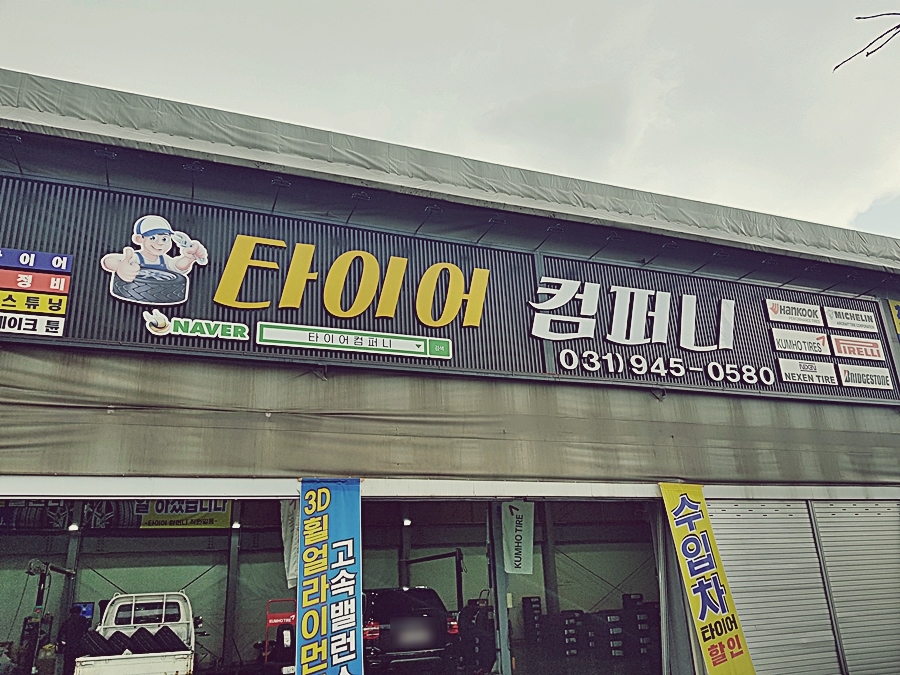 타이어 컴퍼니
NAVER
타이어컴퍼니
검색
031)945-0580
HANKOOK
MICHELIN
KUMHO TIRES
PIRELLI
NEXEN
NEXEN TIRE
BRIDGESTONE
이어
정비
스튜닝
레이크 튠
3D 휠얼라이먼
고속밸런스
KUMHO TIRE
KUMHO TIRE
수입차
타이어
할인